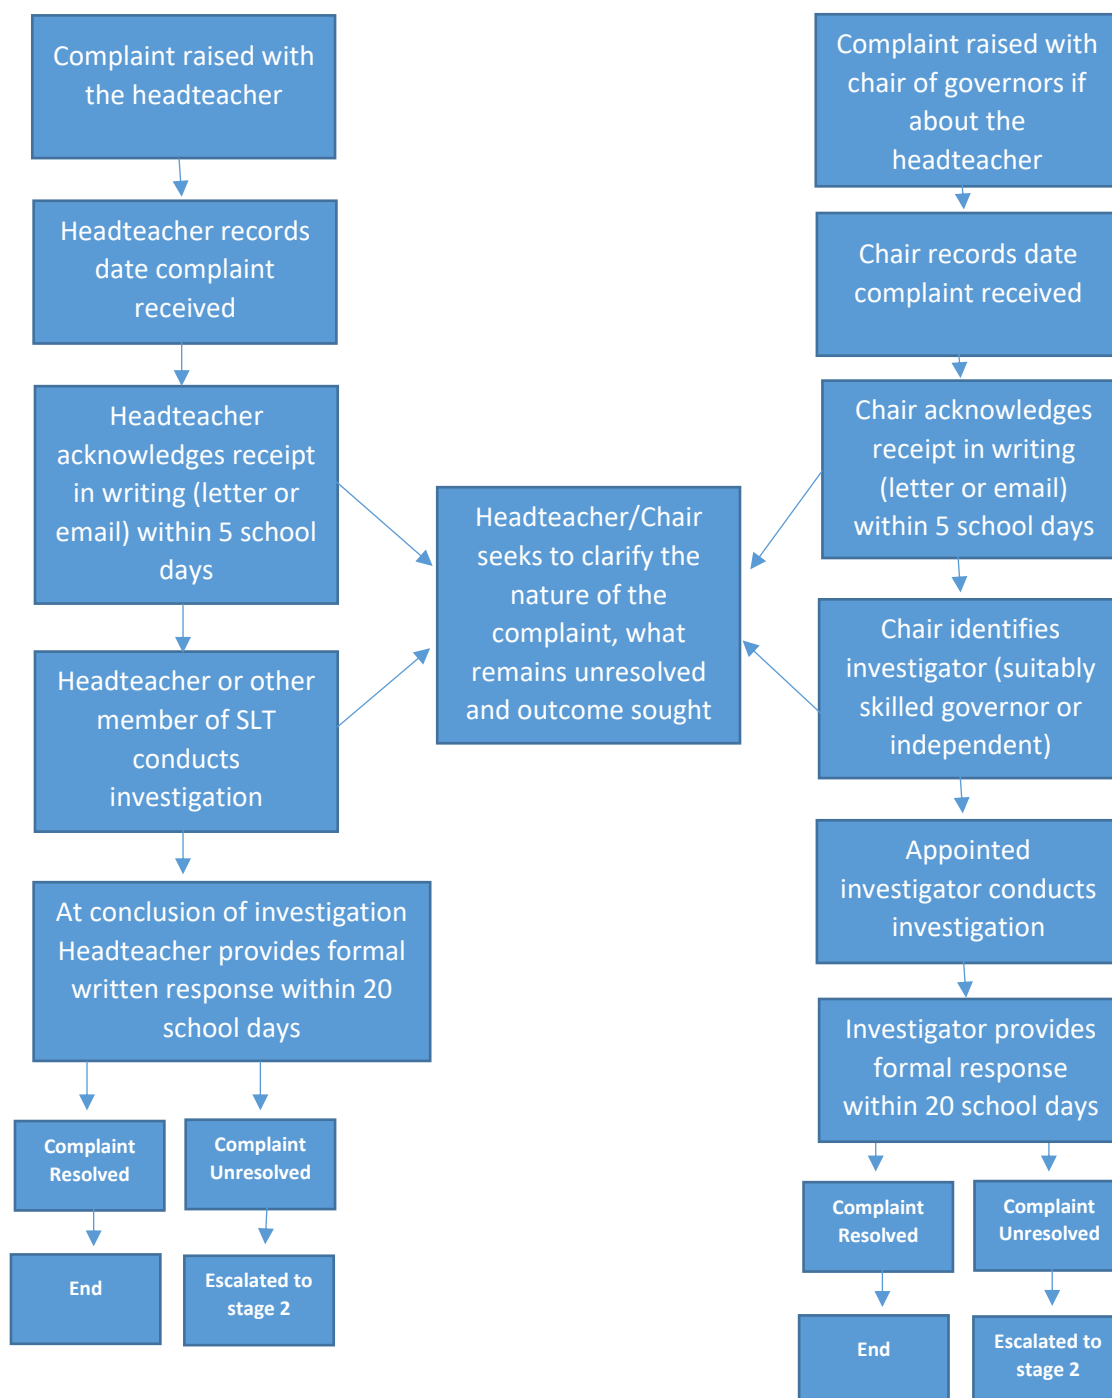 Complaint raised with
the headteacher
Headteacher records
date complaint
received
Headteacher
acknowledges receipt
in writing (letter or
email) within 5 school
days
Headteacher or other
member of SLT
conducts
investigation
At conclusion of investigation
Headteacher provides formal
written response within 20
school days
Complaint
Resolved
Complaint
Unresolved
End
Escalated to
stage 2
Headteacher/Chair
seeks to clarify the
nature of the
complaint, what
remains unresolved
and outcome sought
Complaint raised with
chair of governors if
about the
headteacher
Chair records date
complaint received
Chair acknowledges
receipt in writing
(letter or email)
within 5 school days
Chair identifies
investigator (suitably
skilled governor or
independent)
Appointed
investigator conducts
investigation
Investigator provides
formal response
within 20 school days
Complaint
Resolved
Complaint
Unresolved
End
Escalated to
stage 2